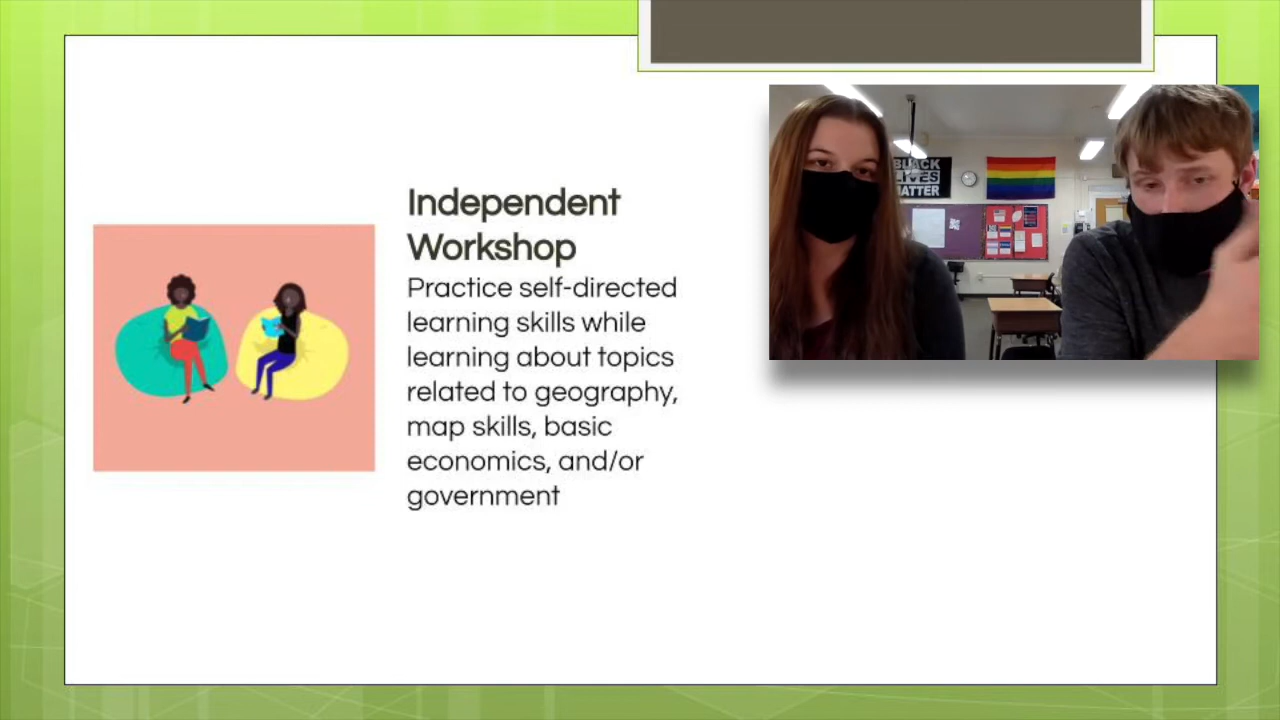 Independent
Workshop
Practice self-directed
learning skills while
learning about topics
related to geography,
map skills, basic
economics, and/or
government
BLACK
LIVES
MATTER